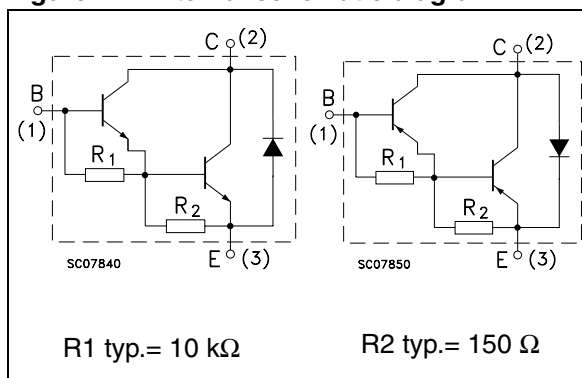 C (2)
B
(1)
R1
R2
SC07840
E (3)
C (2)
B
(1)
R1
R2
SC07850
E (3)
R1 typ.= 10 kΩ
R2 typ.= 150 Ω